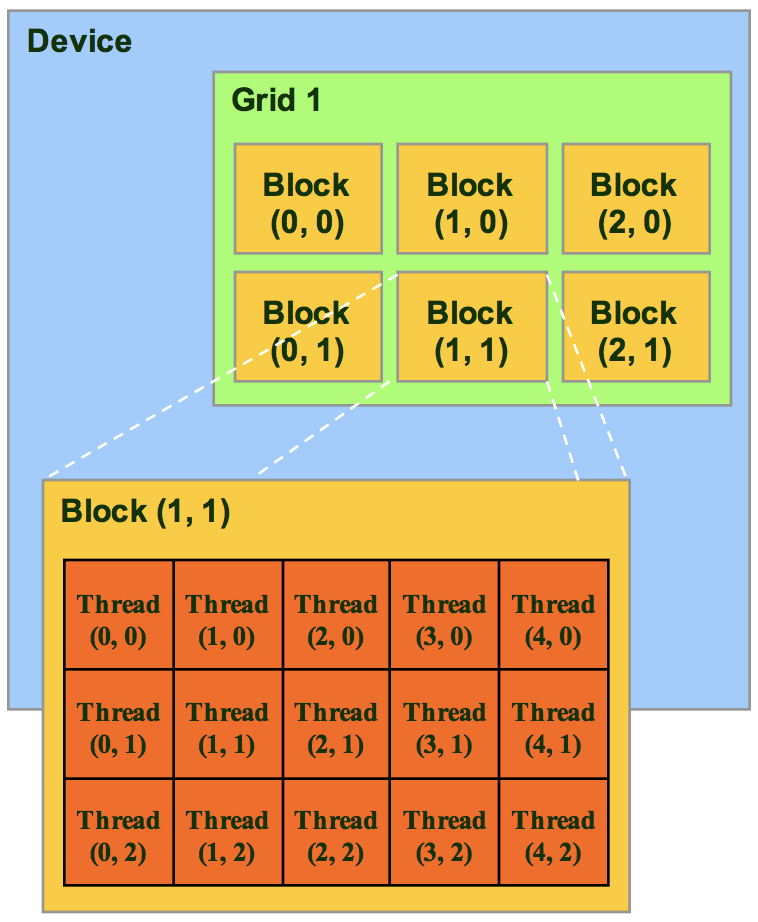 Device
Grid 1
Block
(0, 0)
Block
(1, 0)
Block
(2, 0)
Block
(0, 1)
Block
(1, 1)
Block
(2, 1)
Block (1, 1)
Thread
(0, 0)
Thread
(1, 0)
Thread
(2, 0)
Thread
(3, 0)
Thread
(4, 0)
Thread
(0, 1)
Thread
(1, 1)
Thread
(2, 1)
Thread
(3, 1)
Thread
(4, 1)
Thread
(0, 2)
Thread
(1, 2)
Thread
(2, 2)
Thread
(3, 2)
Thread
(4, 2)